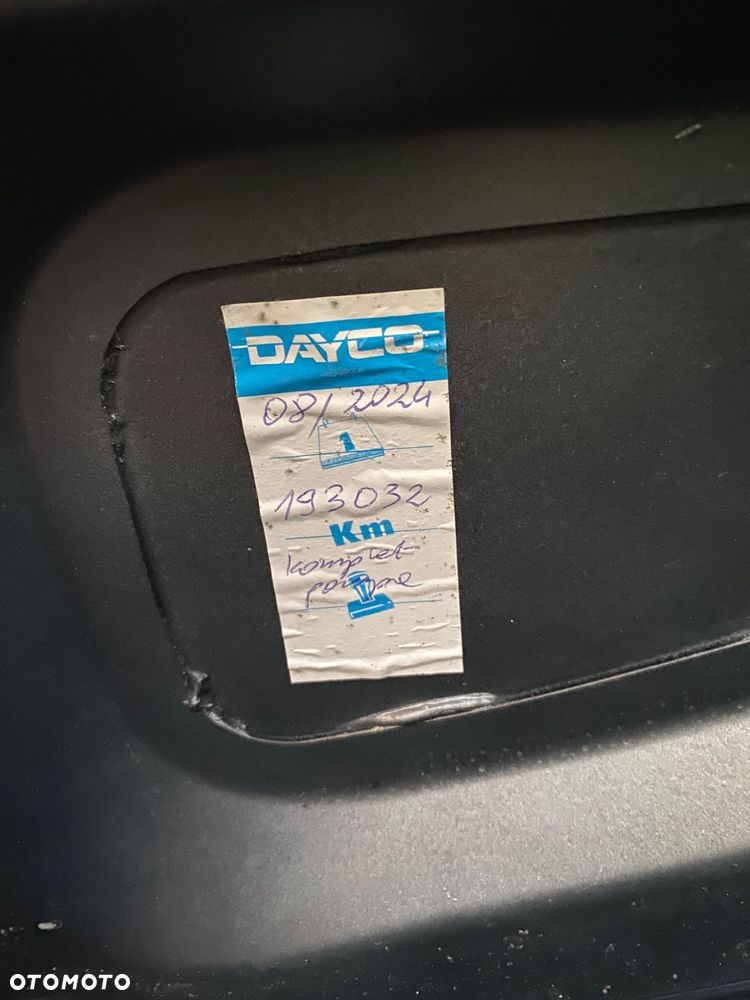 DAYCO
08/2024
1
193032
Km
komplet
pompa
OTOMOTO